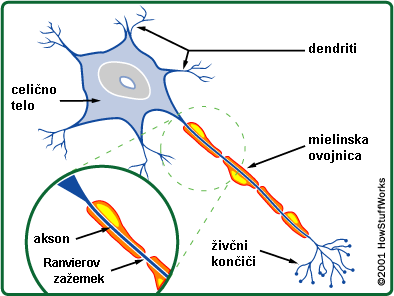 dendriti
celično
telo
mielinska
ovojnica
akson
Ranvierov
zažemek
živčni
končiči
©2001 HowStuffWorks